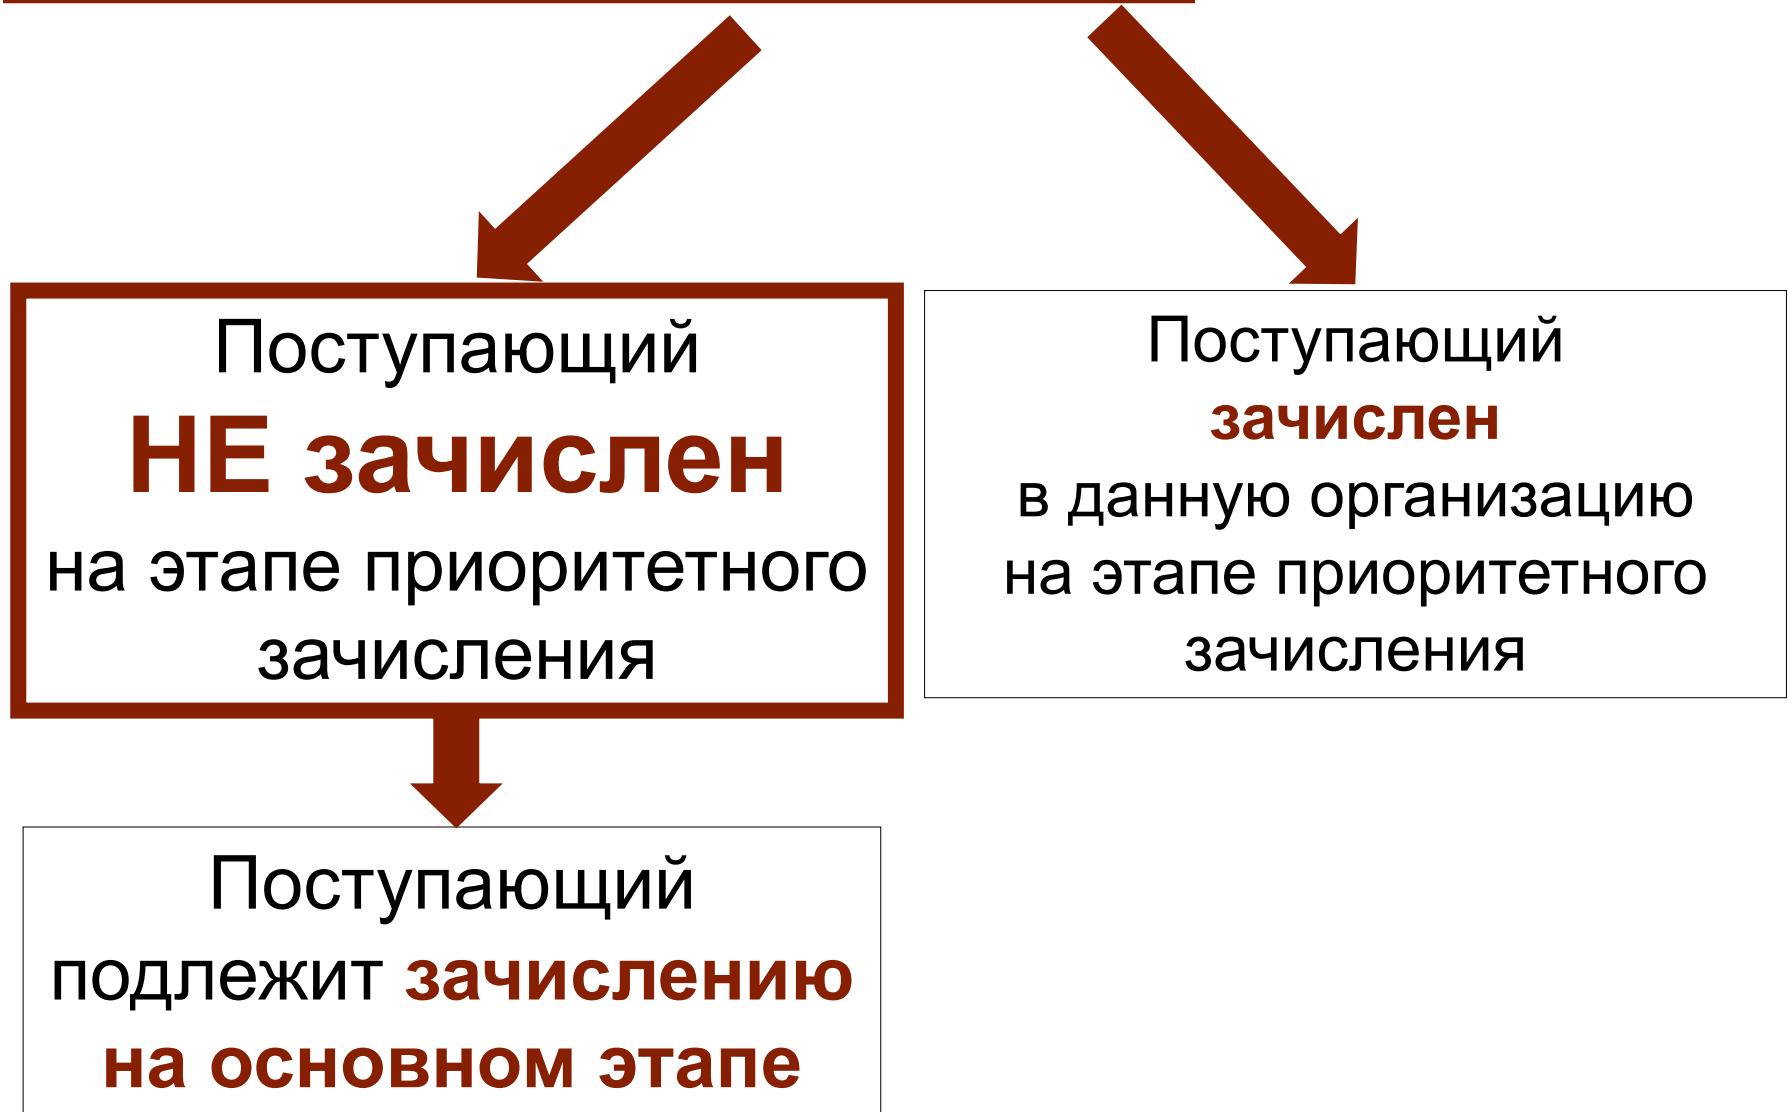 Поступающий
НЕ зачислен
на этапе приоритетного
зачисления
Поступающий
зачислен
в данную организацию
на этапе приоритетного
зачисления
Поступающий
подлежит зачислению
на основном этапе